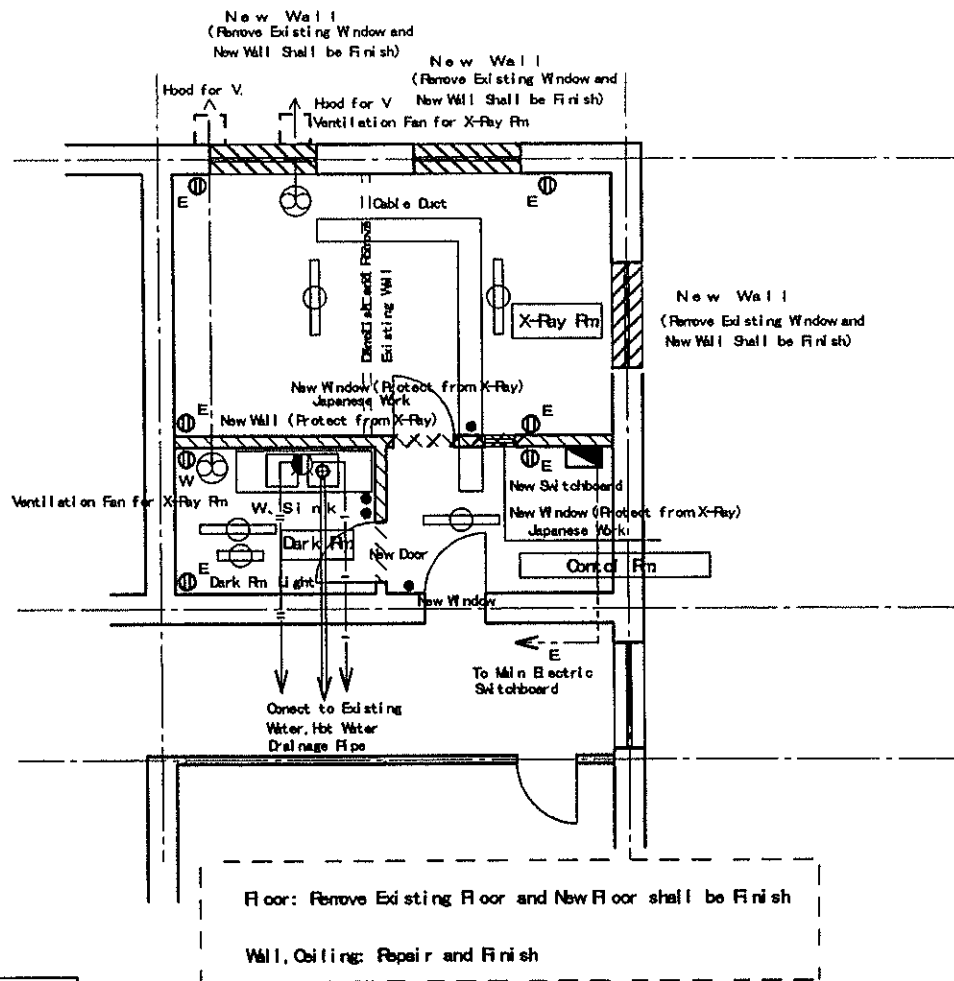 New Wall
(Remove Existing Window and
New Wall Shall be Finish)
New Wall
(Remove Existing Window and
New Wall Shall be Finish)
Hood for V.
Hood for V
Ventilation Fan for X-Ray Rm
E
E
Cable Duct
Demolish and Remove
Existing Wall
X-Ray Rm
New Wall
(Remove Existing Window and
New Wall Shall be Finish)
New Window (Protect from X-Ray)
Japanese Work
New Wall (Protect from X-Ray)
E
E
E
W
Ventilation Fan for X-Ray Rm
W. Sink
New Switchboard
New Window (Protect from X-Ray)
Japanese Work
Dark Rm
New Door
Contol Rm
E
Dark Rm Light
New Window
E
To Main Electric
Switchboard
Conect to Existing
Water, Hot Water
Drainage Pipe
Floor: Remove Existing Floor and New Floor shall be Finish
Wall, Ceiling: Repair and Finish